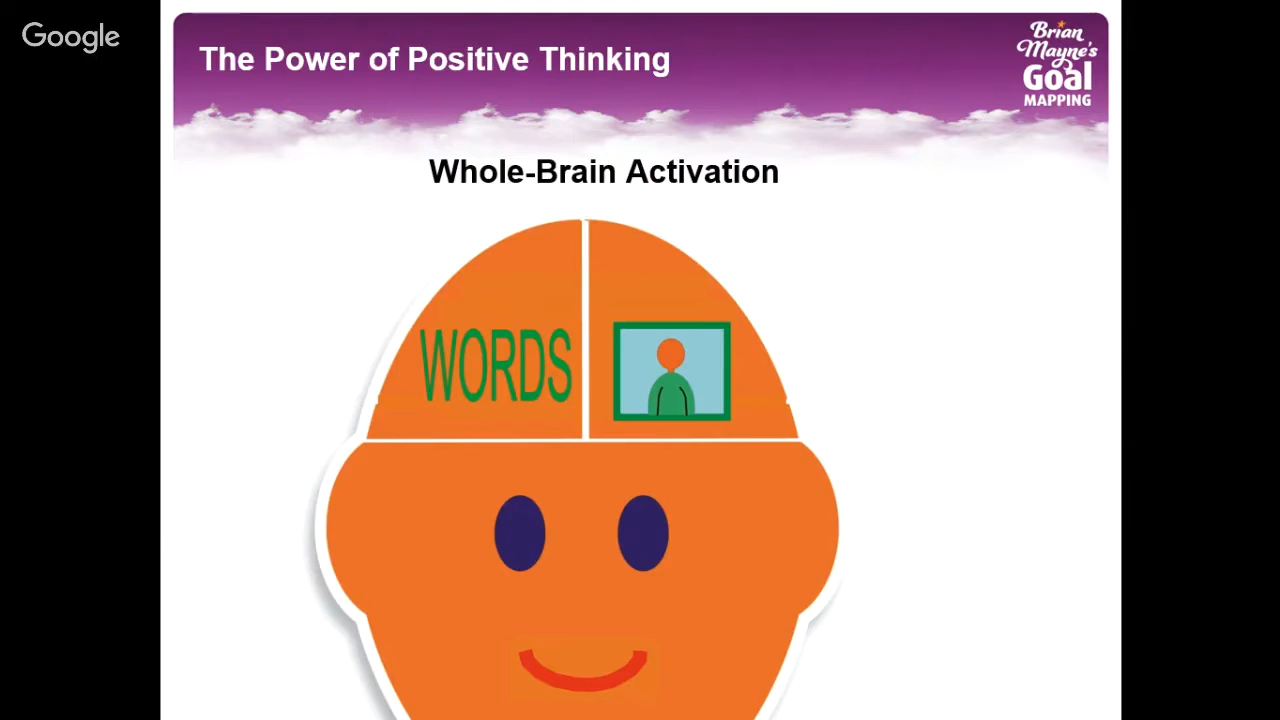 Google
The Power of Positive Thinking
Brian
Mayne's
Goal
MAPPING
Whole-Brain Activation
WORDS